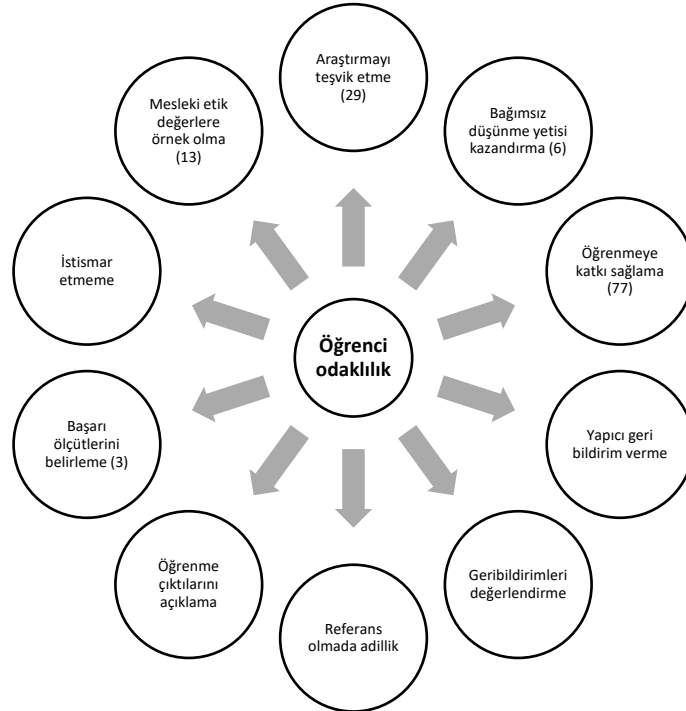 Araştırmayı
teşvik etme
(29)
Bağımsız
düşünme yetisi
kazandırma (6)
Öğrenmeye
katkı sağlama
(77)
Yapıcı geri
bildirim verme
Geribildirimleri
değerlendirme
Referans
olmada adillik
Öğrenme
çıktılarını
açıklama
Başarı
ölçütlerini
belirleme (3)
İstismar
etmeme
Mesleki etik
değerlere
örnek olma
(13)
Öğrenci
odaklılık